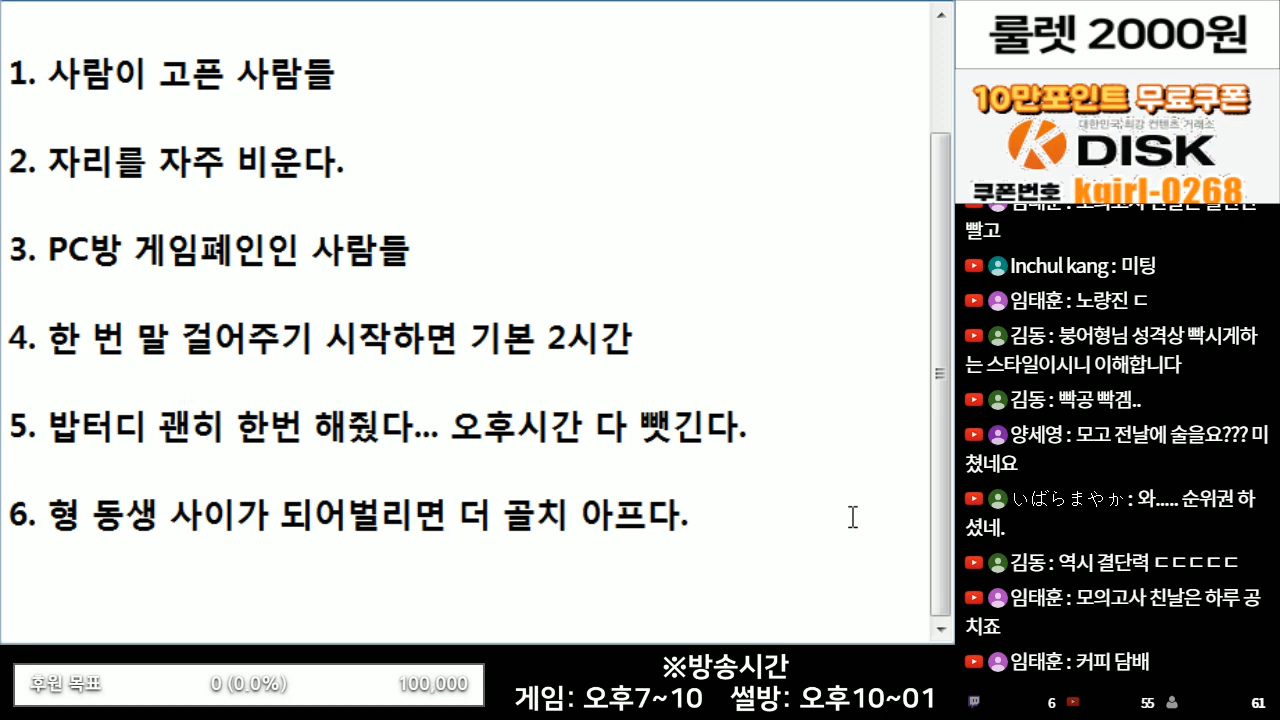 1. 사람이 고픈 사람들
2. 자리를 자주 비운다.
3. PC방 게임폐인인 사람들
4. 한 번 말 걸어주기 시작하면 기본 2시간
5. 밥터디 괜히 한번 해줬다... 오후시간 다 뺏긴다.
6. 형 동생 사이가 되어버리면 더 골치 아프다.
후원 목표 0 (0.0%) 100,000
※방송시간
게임: 오후7~10 썰방: 오후10~01
룰렛 2000원
10만포인트 무료쿠폰
대한민국 최강 컨텐츠 거래소
K DISK
쿠폰번호 kgirl-0268
빨고
Inchul kang : 미팅
임태훈 : 노량진 ㄷ
김동 : 붕어형님 성격상 빡시게하
는 스타일이시니 이해합니다
김동 : 빡공 빡겜..
양세영 : 모고 전날에 술을요??? 미
쳤네요
いばらまやか : 와..... 순위권 하
셨네.
김동 : 역시 결단력 ㄷㄷㄷㄷㄷ
임태훈 : 모의고사 친날은 하루 공
치죠
임태훈 : 커피 담배
6 55 61